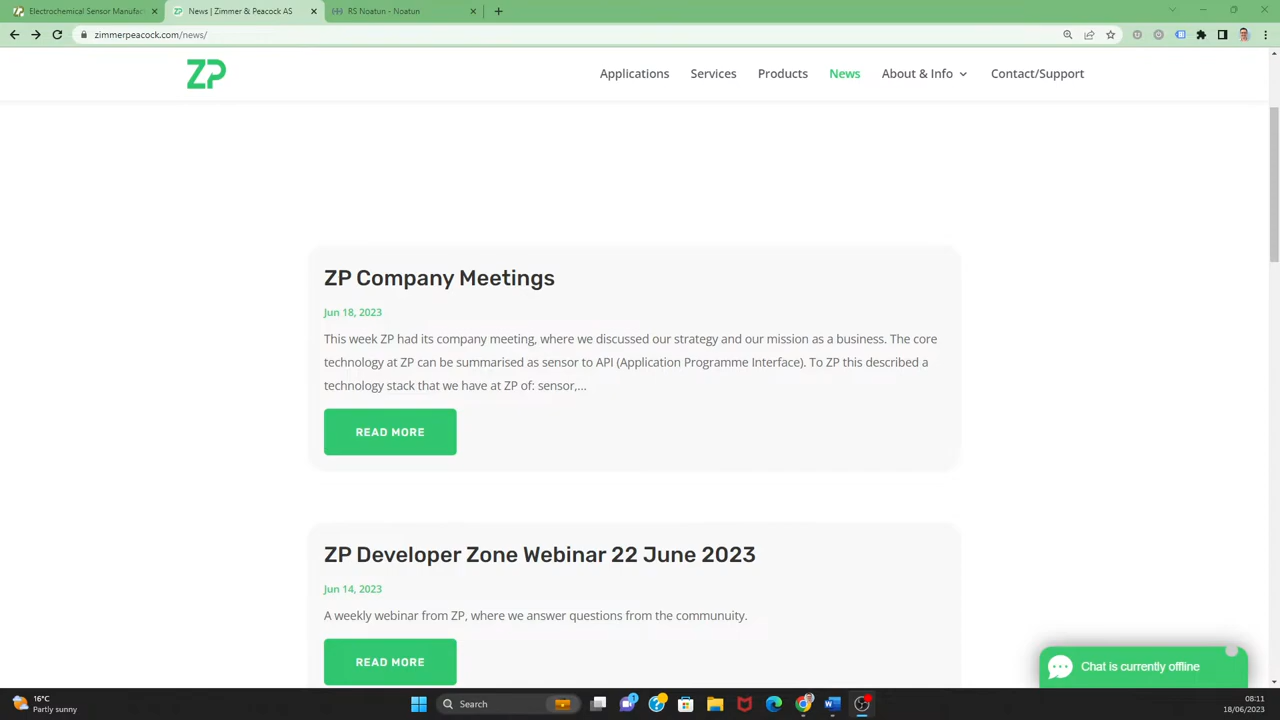 Electrochemical Sensor Manufac
News | Zimmer & Peacock AS
RS Noatun - Noatun
zimmerpeacock.com/news/
ZP
Applications
Services
Products
News
About & Info
Contact/Support
ZP Company Meetings
Jun 18, 2023
This week ZP had its company meeting, where we discussed our strategy and our mission as a business. The core
technology at ZP can be summarised as sensor to API (Application Programme Interface). To ZP this described a
technology stack that we have at ZP of: sensor,...
READ MORE
ZP Developer Zone Webinar 22 June 2023
Jun 14, 2023
A weekly webinar from ZP, where we answer questions from the communuity.
READ MORE
Chat is currently offline
16°C
Partly sunny
Search
1
08:11
18/06/2023